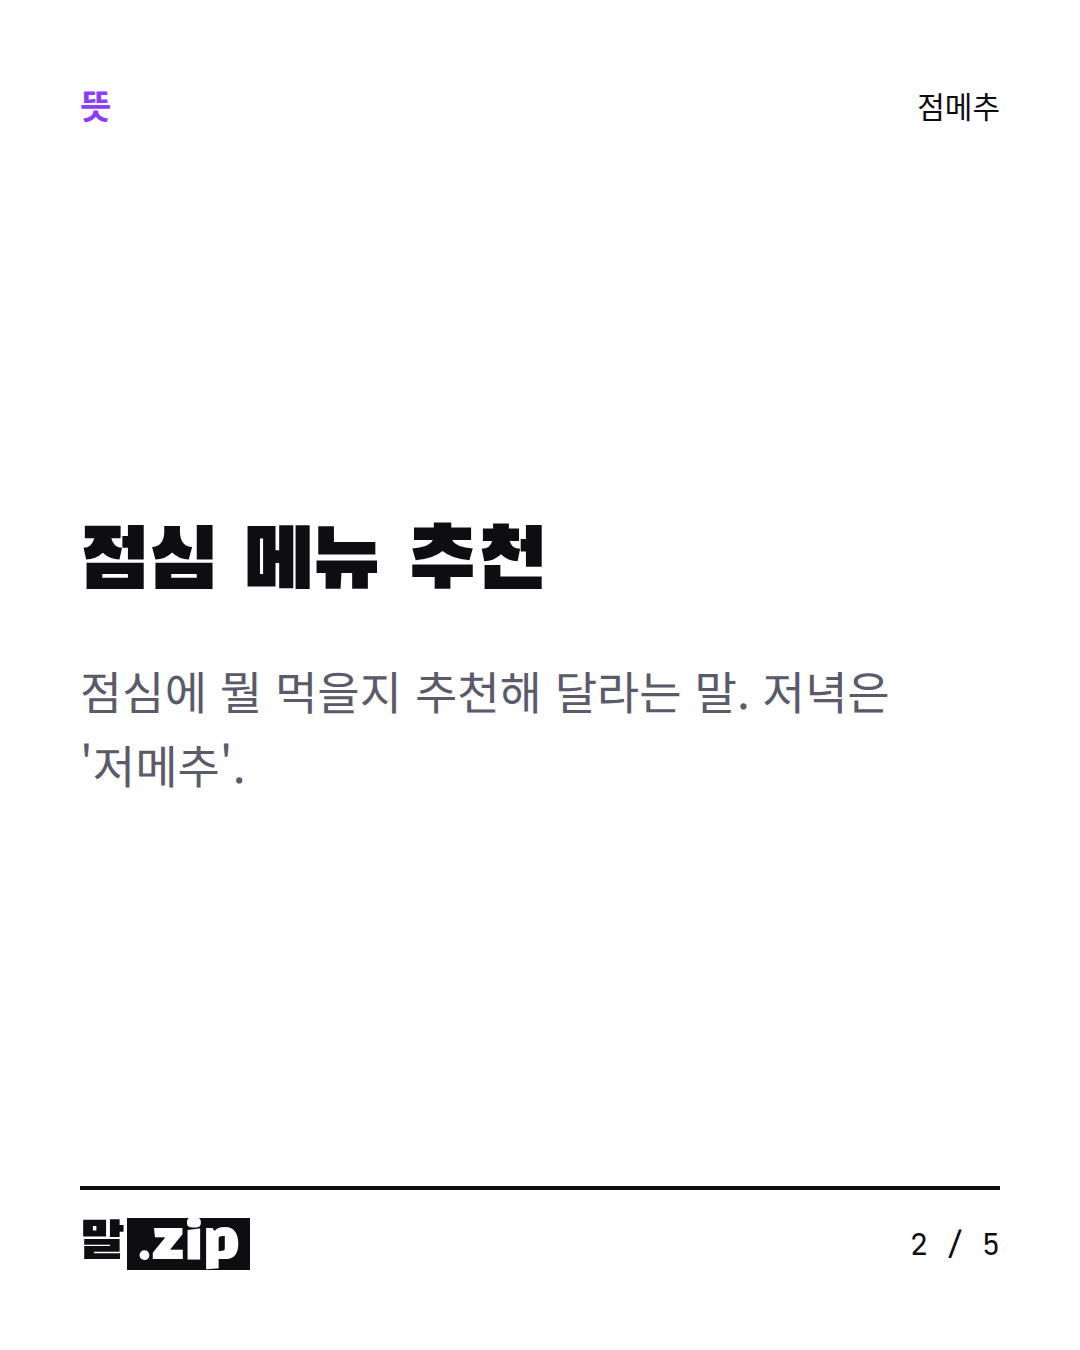 뜻
점메추
점심 메뉴 추천
점심에 뭘 먹을지 추천해 달라는 말. 저녁은
'저메추'.
말.zip
2 / 5